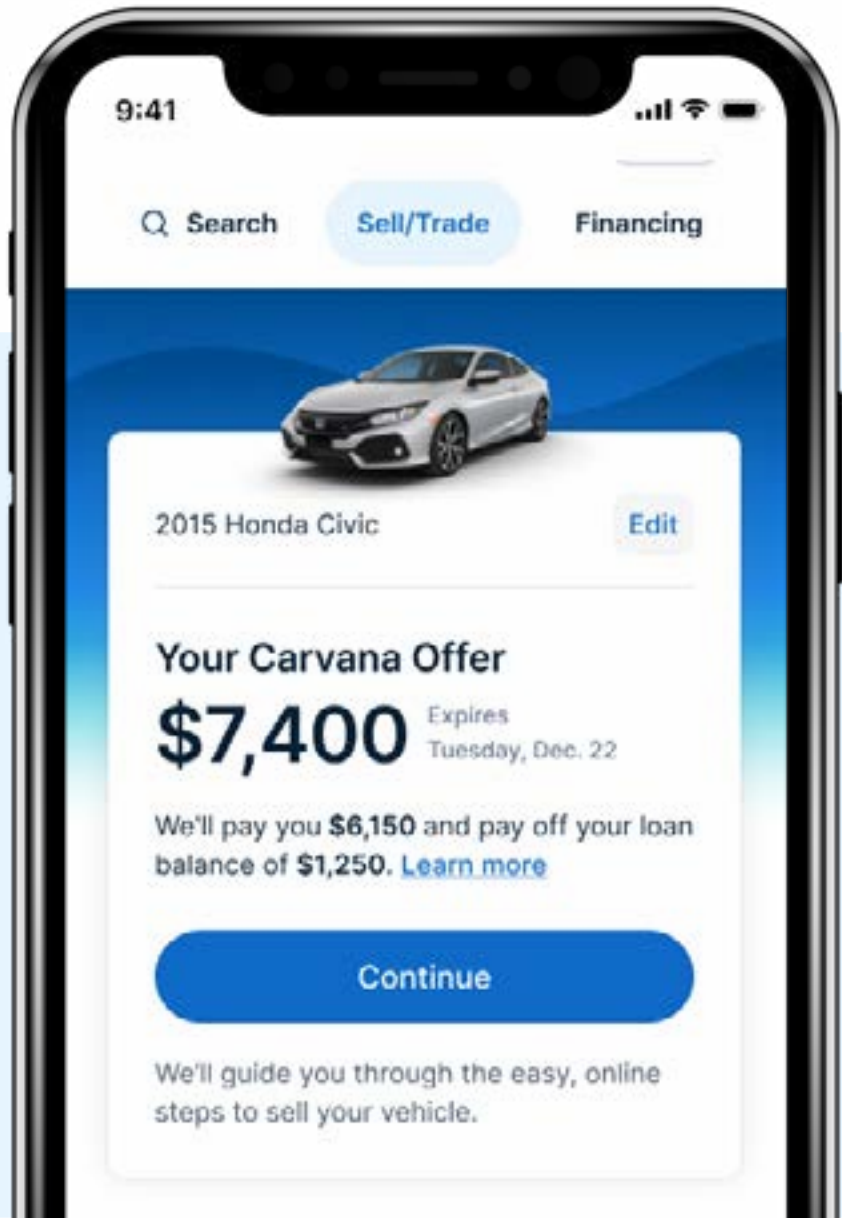 9:41
Search Sell/Trade Financing
2015 Honda Civic Edit
Your Carvana Offer
$7,400 Expires
Tuesday, Dec. 22
We'll pay you $6,150 and pay off your loan
balance of $1,250. Learn more
Continue
We'll guide you through the easy, online
steps to sell your vehicle.